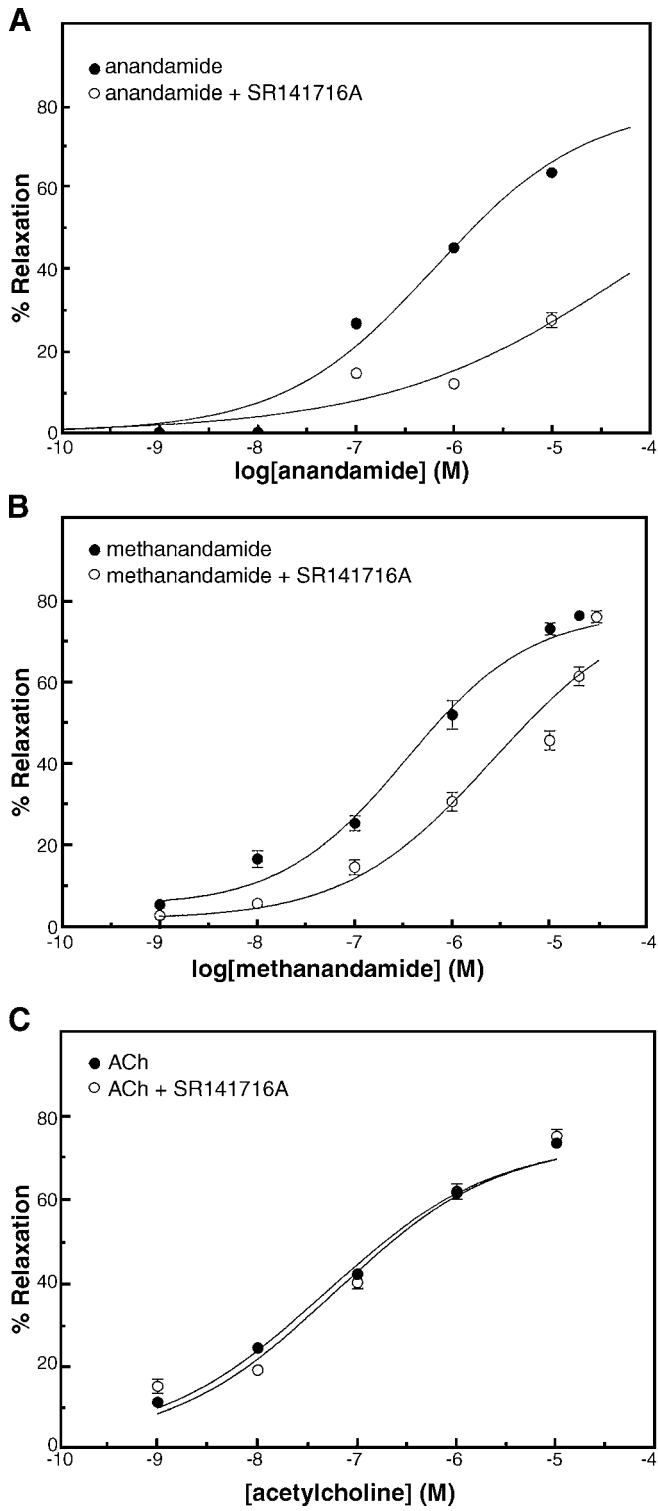 A
● anandamide
○ anandamide + SR141716A
80
60
40
20
0
% Relaxation
-10 -9 -8 -7 -6 -5 -4
log[anandamide] (M)
B
● methanandamide
○ methanandamide + SR141716A
80
60
40
20
0
% Relaxation
-10 -9 -8 -7 -6 -5 -4
log[methanandamide] (M)
C
● ACh
○ ACh + SR141716A
80
60
40
20
0
% Relaxation
-10 -9 -8 -7 -6 -5 -4
[acetylcholine] (M)